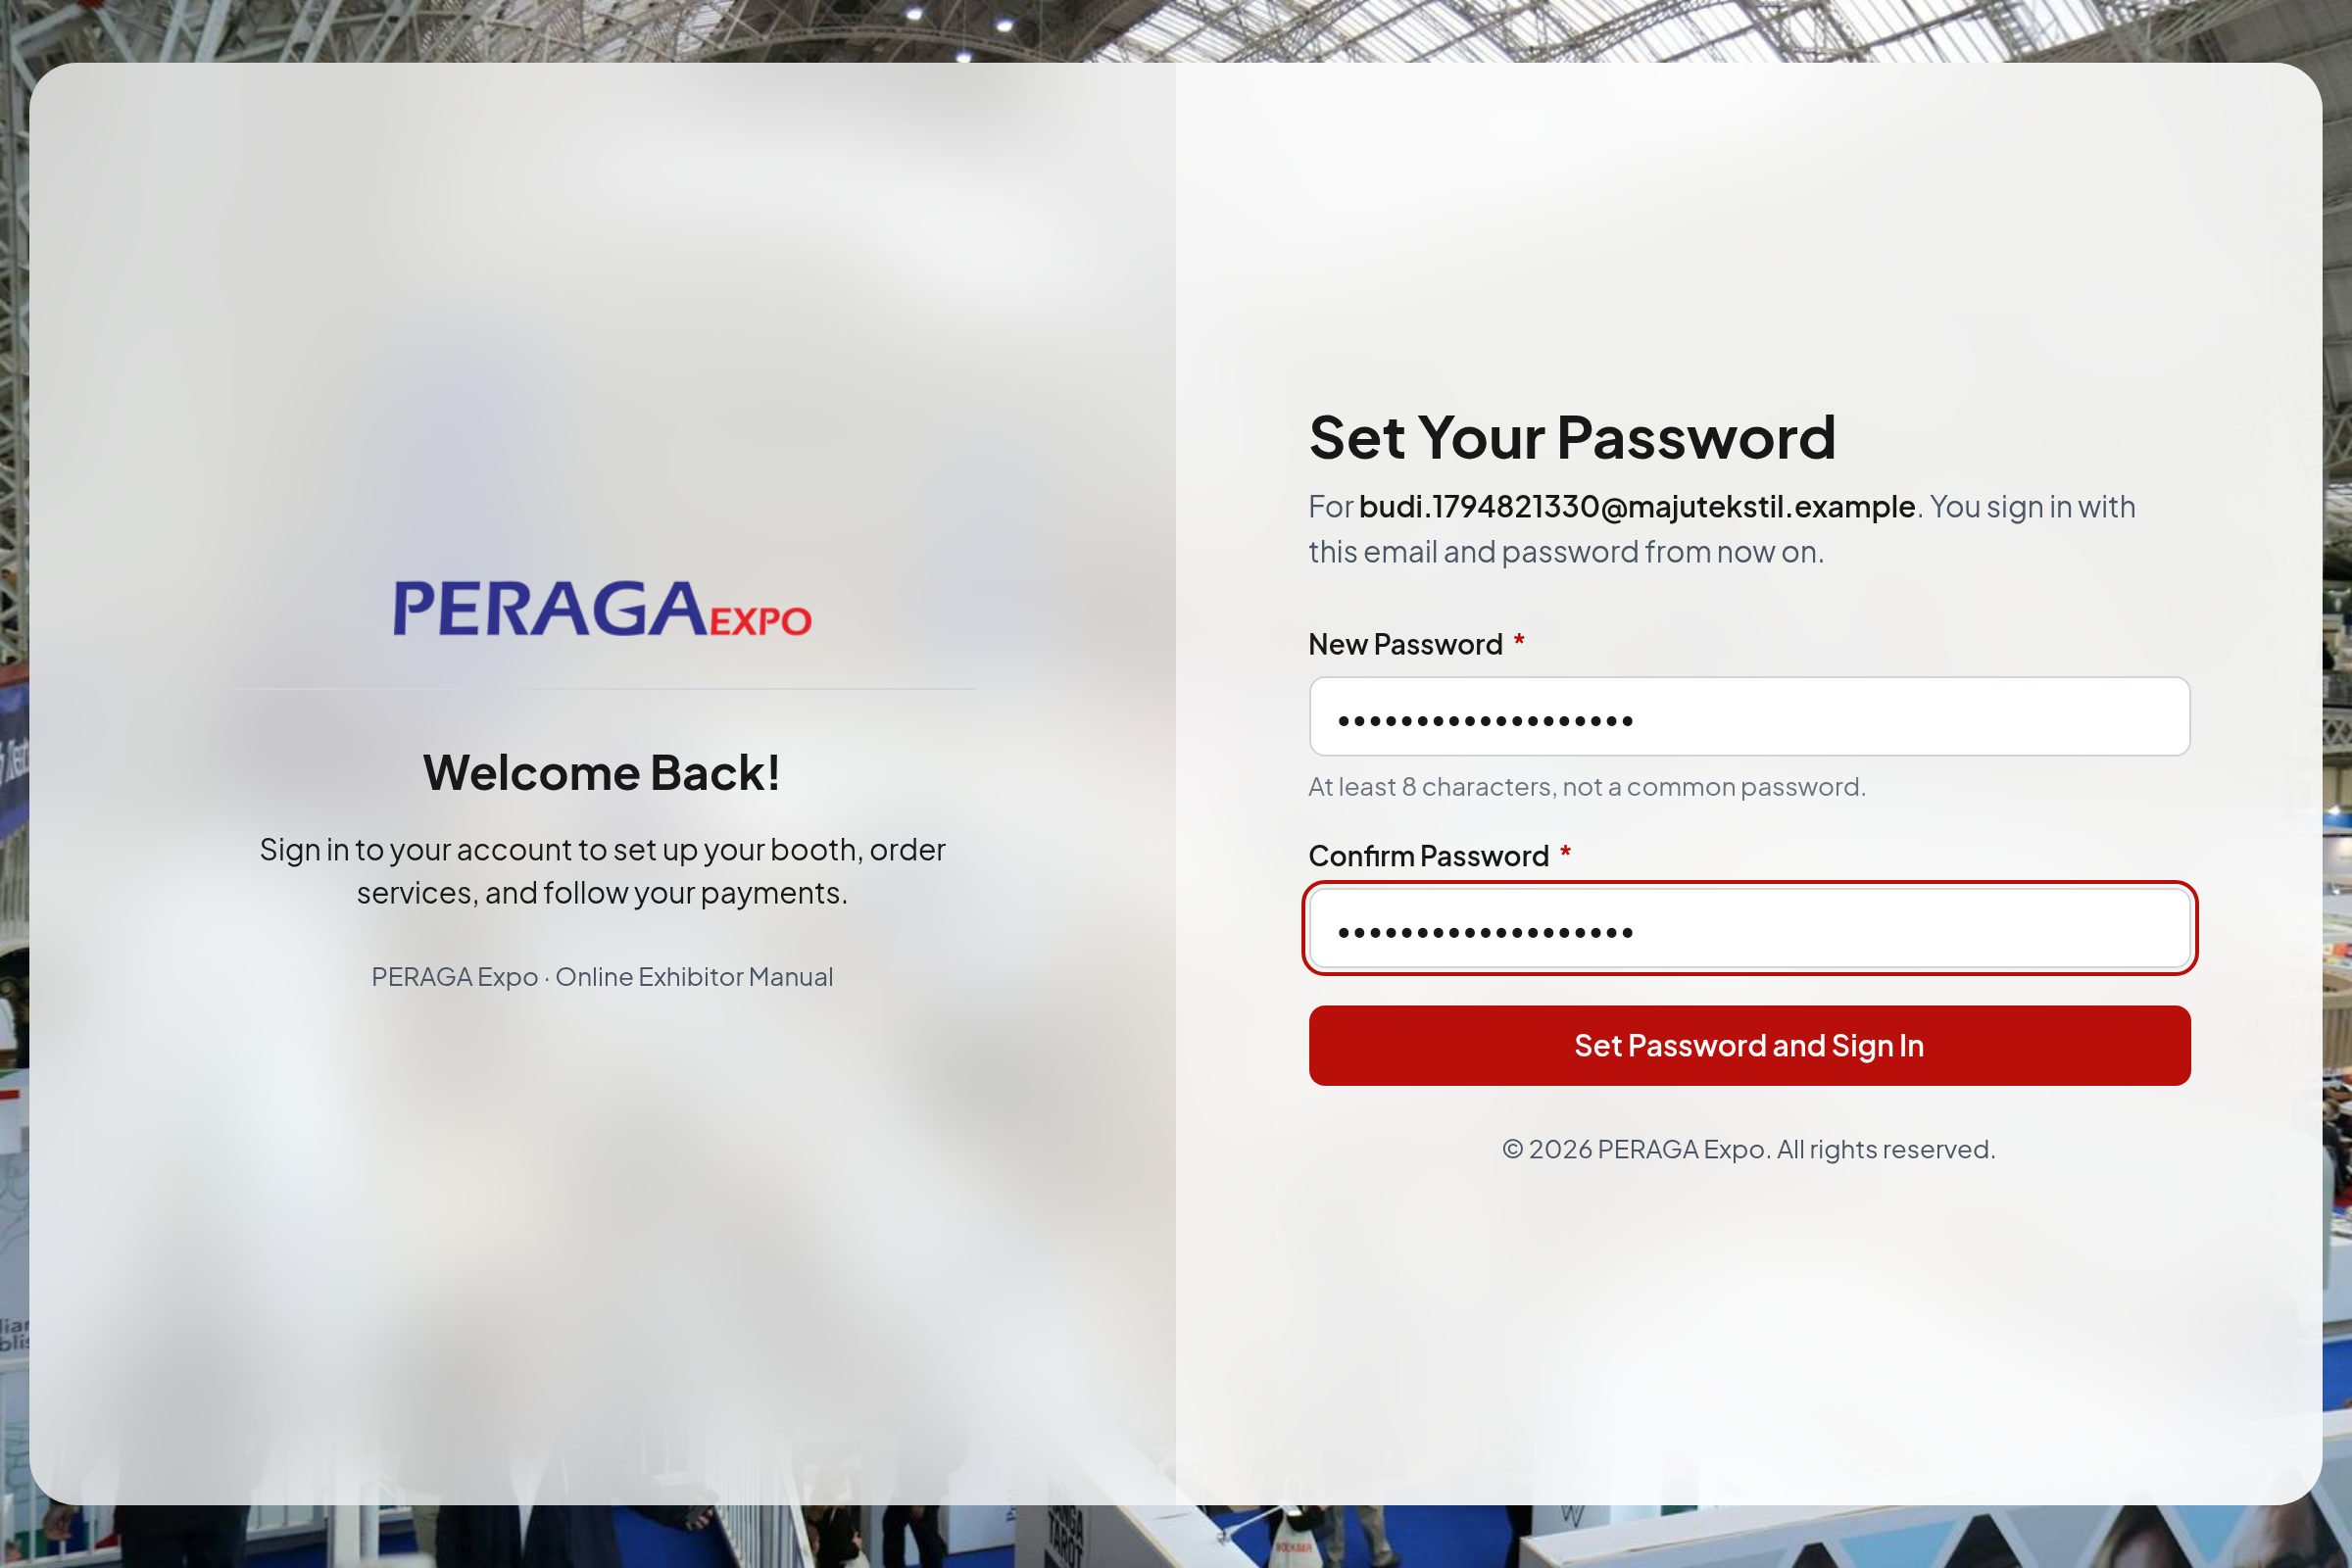 PERAGA EXPO
Welcome Back!
Sign in to your account to set up your booth, order
services, and follow your payments.
PERAGA Expo · Online Exhibitor Manual
Set Your Password
For budi.1794821330@majutekstil.example. You sign in with
this email and password from now on.
New Password *
•••••••••••••••••••
At least 8 characters, not a common password.
Confirm Password *
•••••••••••••••••••
Set Password and Sign In
© 2026 PERAGA Expo. All rights reserved.